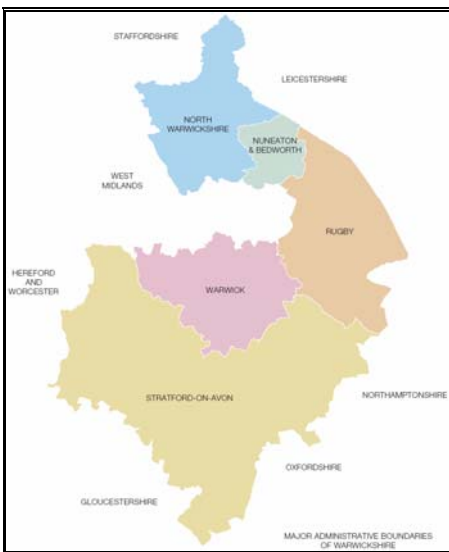 STAFFORDSHIRE
LEICESTERSHIRE
NORTH
WARWICKSHIRE
NUNEATON
& BEDWORTH
WEST
MIDLANDS
RUGBY
HEREFORD
AND
WORCESTER
WARWICK
STRATFORD-ON-AVON
NORTHAMPTONSHIRE
OXFORDSHIRE
GLOUCESTERSHIRE
MAJOR ADMINISTRATIVE BOUNDARIES
OF WARWICKSHIRE